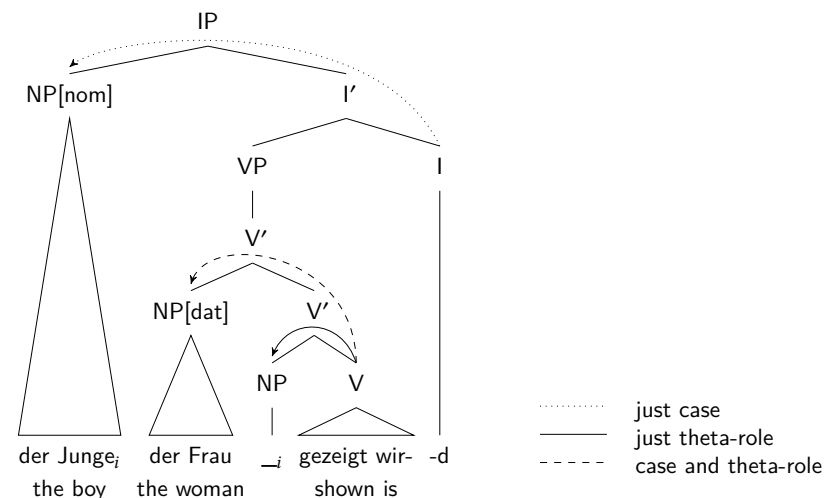 IP
NP[nom] I′
VP I
V′
NP[dat] V′
NP V
der Junge_i der Frau __i gezeigt wir- -d
the boy the woman shown is
just case
just theta-role
case and theta-role